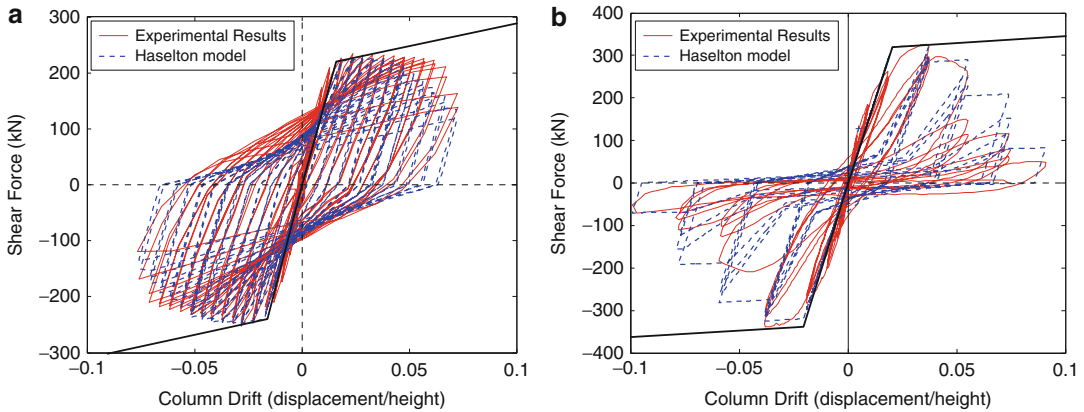 a
300
200
100
0
−100
−200
−300
−0.1
−0.05
0
0.05
0.1
Shear Force (kN)
Column Drift (displacement/height)
Experimental Results
Haselton model
b
400
300
200
100
0
−100
−200
−300
−400
−0.1
−0.05
0
0.05
0.1
Shear Force (kN)
Column Drift (displacement/height)
Experimental Results
Haselton model